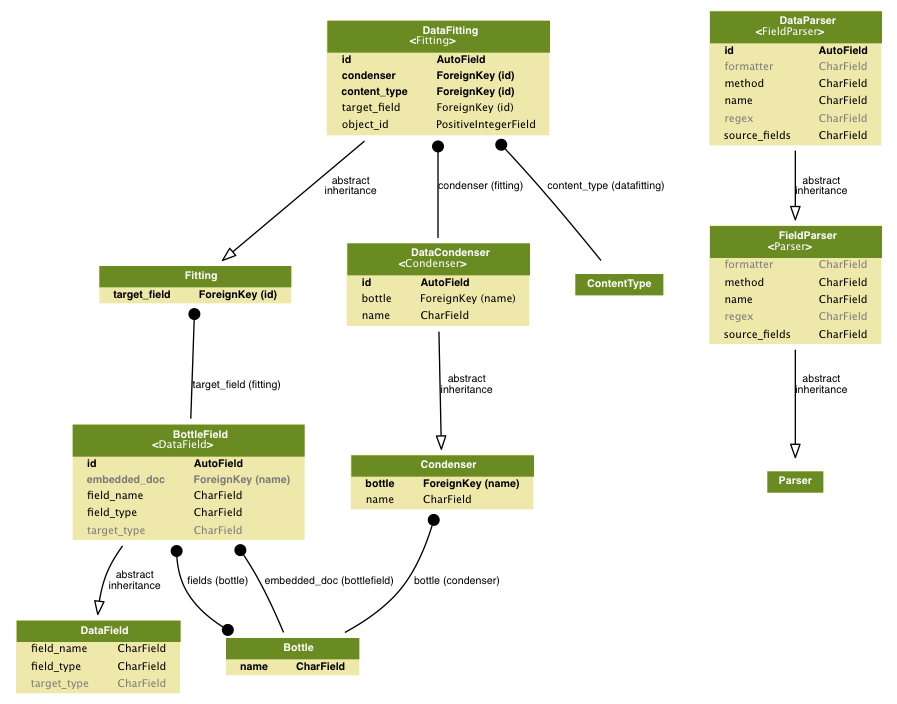 DataFitting
<Fitting>
id AutoField
condenser ForeignKey (id)
content_type ForeignKey (id)
target_field ForeignKey (id)
object_id PositiveIntegerField
DataParser
<FieldParser>
id AutoField
formatter CharField
method CharField
name CharField
regex CharField
source_fields CharField
abstract
inheritance
condenser (fitting)
content_type (datafitting)
abstract
inheritance
Fitting
target_field ForeignKey (id)
DataCondenser
<Condenser>
id AutoField
bottle ForeignKey (name)
name CharField
ContentType
FieldParser
<Parser>
formatter CharField
method CharField
name CharField
regex CharField
source_fields CharField
target_field (fitting)
abstract
inheritance
abstract
inheritance
BottleField
<DataField>
id AutoField
embedded_doc ForeignKey (name)
field_name CharField
field_type CharField
target_type CharField
Condenser
bottle ForeignKey (name)
name CharField
Parser
abstract
inheritance
fields (bottle)
embedded_doc (bottlefield)
bottle (condenser)
DataField
field_name CharField
field_type CharField
target_type CharField
Bottle
name CharField